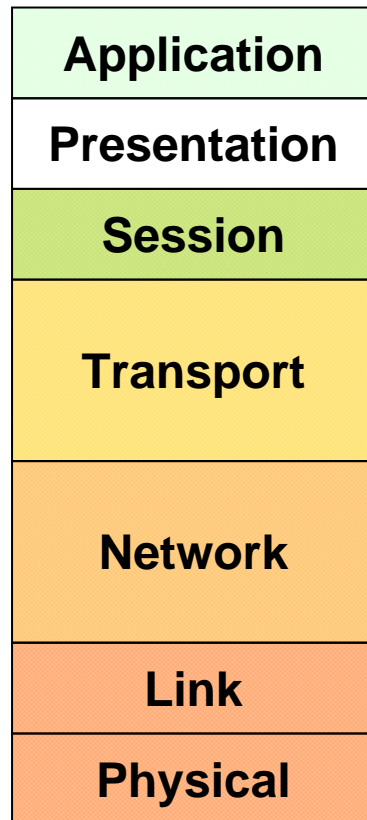 Application
Presentation
Session
Transport
Network
Link
Physical